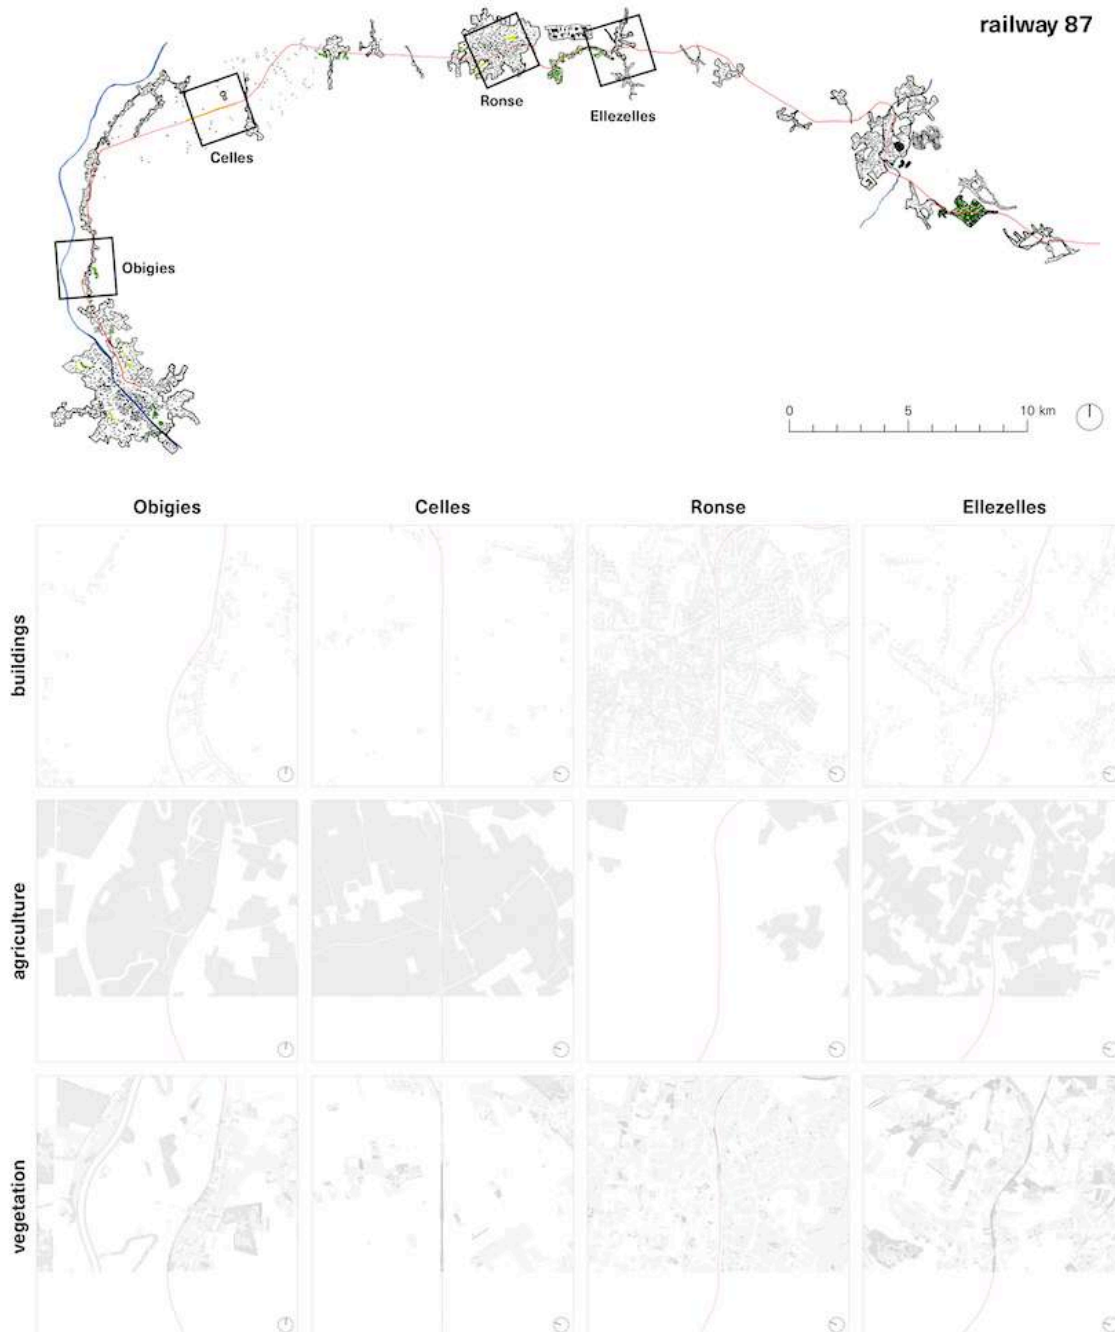 railway 87
Ronse
Ellezelles
Celles
Obigies
0 5 10 km
Obigies Celles Ronse Ellezelles
buildings
agriculture
vegetation